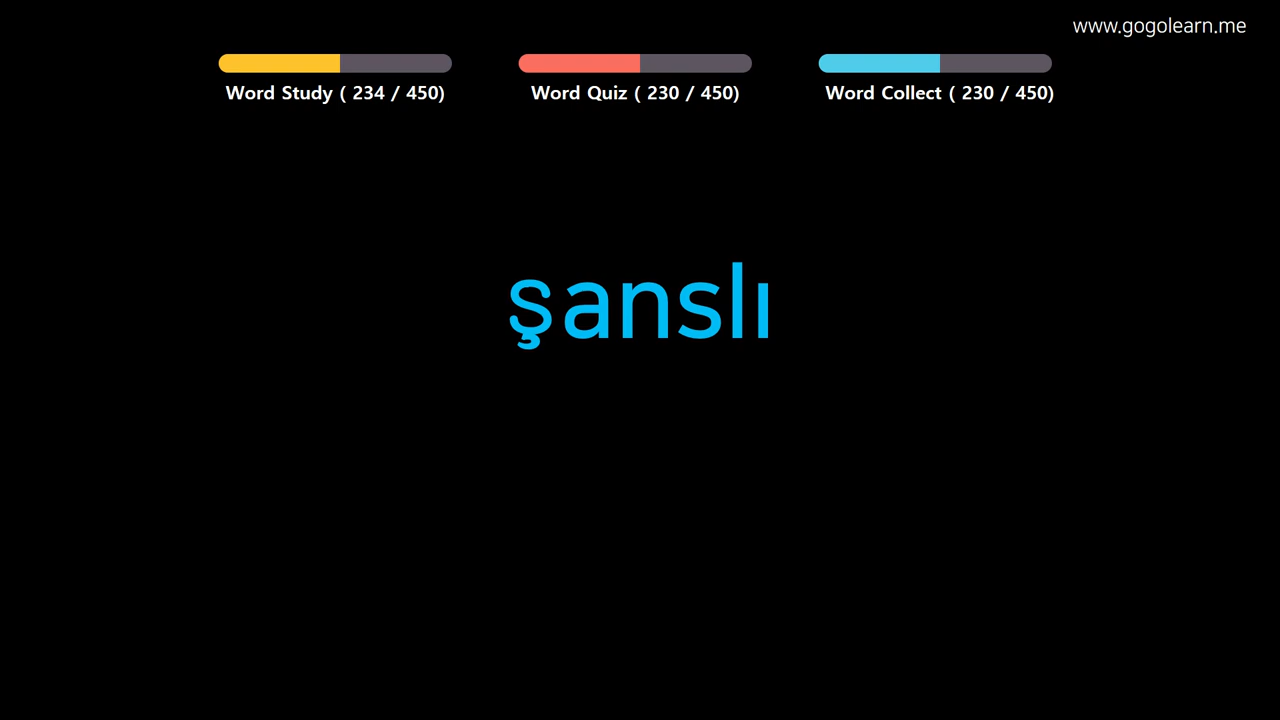 www.gogolearn.me
Word Study ( 234 / 450)
Word Quiz ( 230 / 450)
Word Collect ( 230 / 450)
şanslı